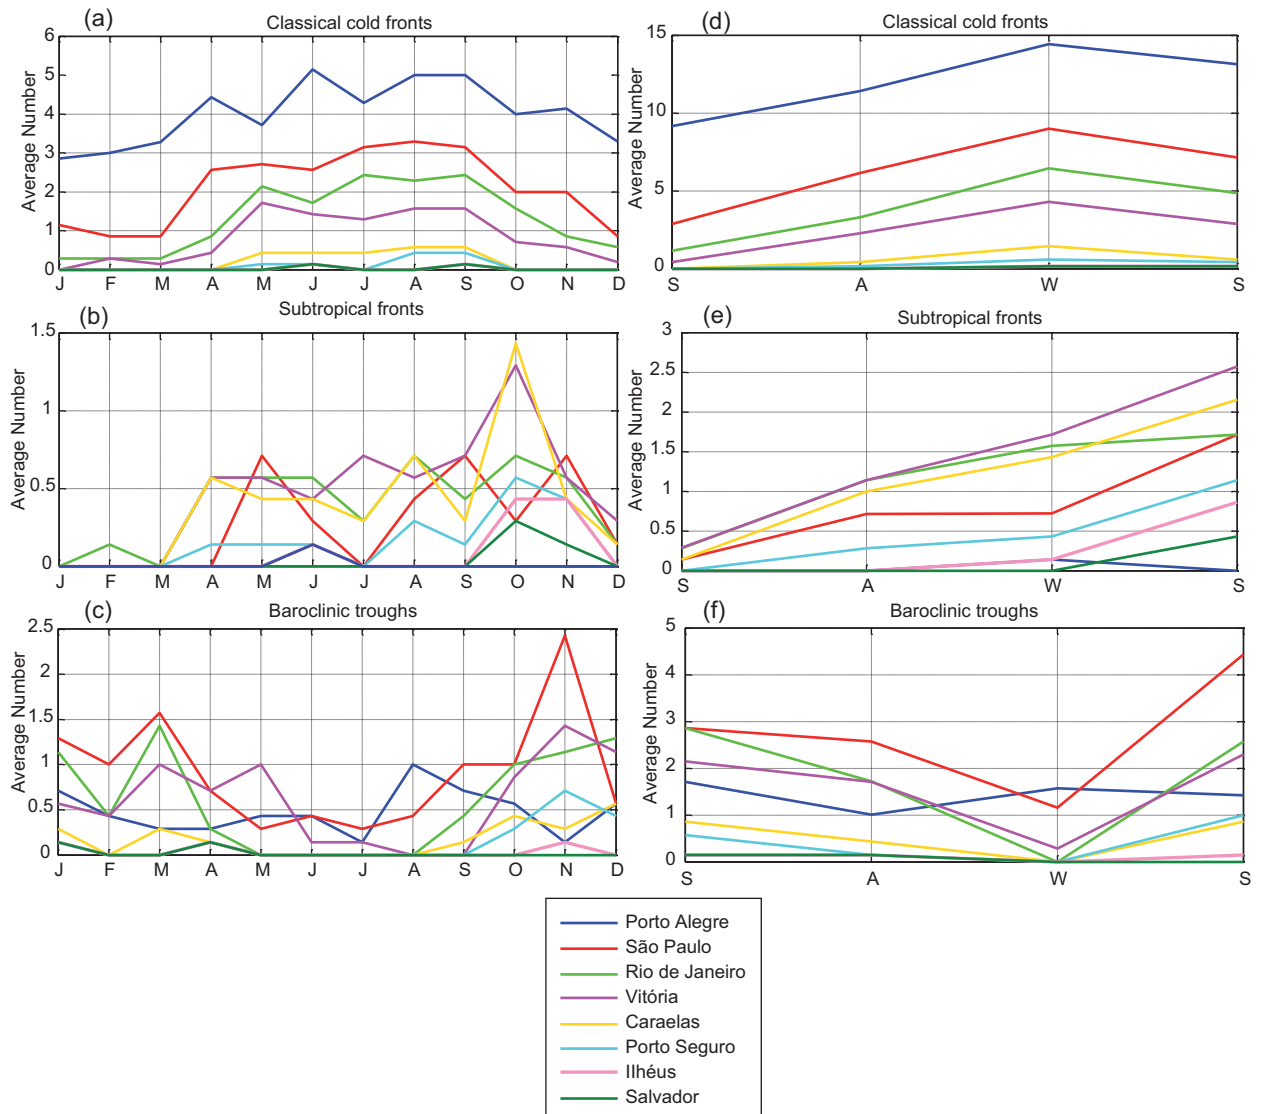 (a)
Classical cold fronts
Average Number
6
5
4
3
2
1
0
J F M A M J J A S O N D
(d)
Classical cold fronts
Average Number
15
10
5
0
S A W S
(b)
Subtropical fronts
Average Number
1.5
1
0.5
0
J F M A M J J A S O N D
(e)
Subtropical fronts
Average Number
3
2.5
2
1.5
1
0.5
0
S A W S
(c)
Baroclinic troughs
Average Number
2.5
2
1.5
1
0.5
0
J F M A M J J A S O N D
(f)
Baroclinic troughs
Average Number
5
4
3
2
1
0
S A W S
Porto Alegre
São Paulo
Rio de Janeiro
Vitória
Caraelas
Porto Seguro
Ilhéus
Salvador